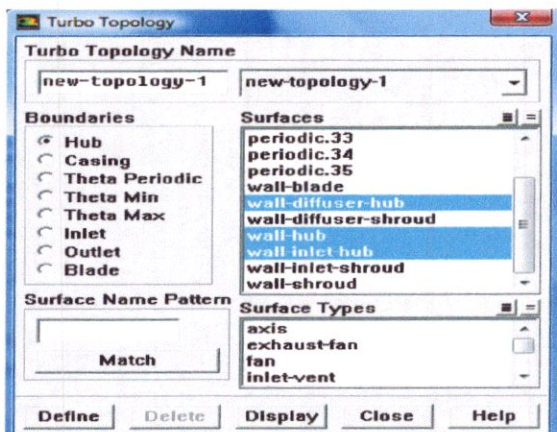 Turbo Topology
Turbo Topology Name
new-topology-1
new-topology-1
Boundaries
Hub
Casing
Theta Periodic
Theta Min
Theta Max
Inlet
Outlet
Blade
Surface Name Pattern
Match
Surfaces
periodic.33
periodic.34
periodic.35
wall-blade
wall-diffuser-hub
wall-diffuser-shroud
wall-hub
wall-inlet-hub
wall-inlet-shroud
wall-shroud
Surface Types
axis
exhaust-fan
fan
inlet-vent
Define Delete Display Close Help